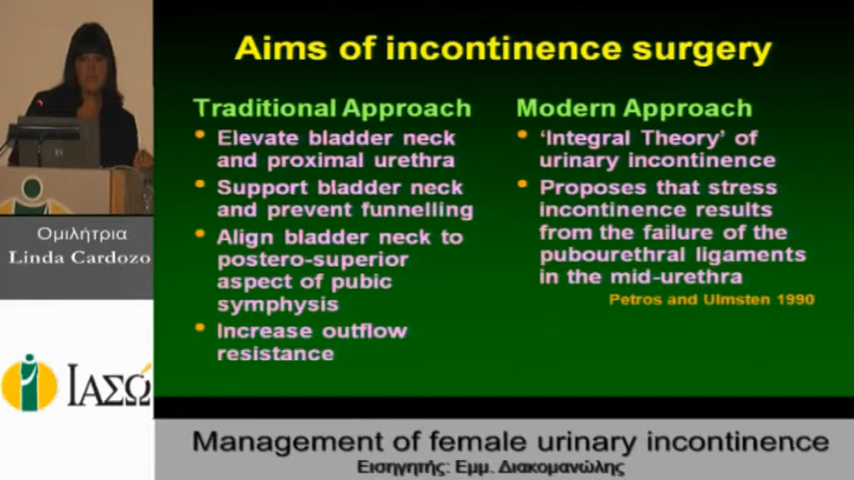 Aims of incontinence surgery
Traditional Approach
• Elevate bladder neck
and proximal urethra
• Support bladder neck
and prevent funnelling
• Align bladder neck to
postero-superior
aspect of pubic
symphysis
• Increase outflow
resistance
Modern Approach
• ‘Integral Theory’ of
urinary incontinence
• Proposes that stress
incontinence results
from the failure of the
pubourethral ligaments
in the mid-urethra
Petros and Ulmsten 1990
Ομιλήτρια
Linda Cardozo
ΙΑΣΩ
Management of female urinary incontinence
Εισηγητής: Εμμ. Διακομανώλης